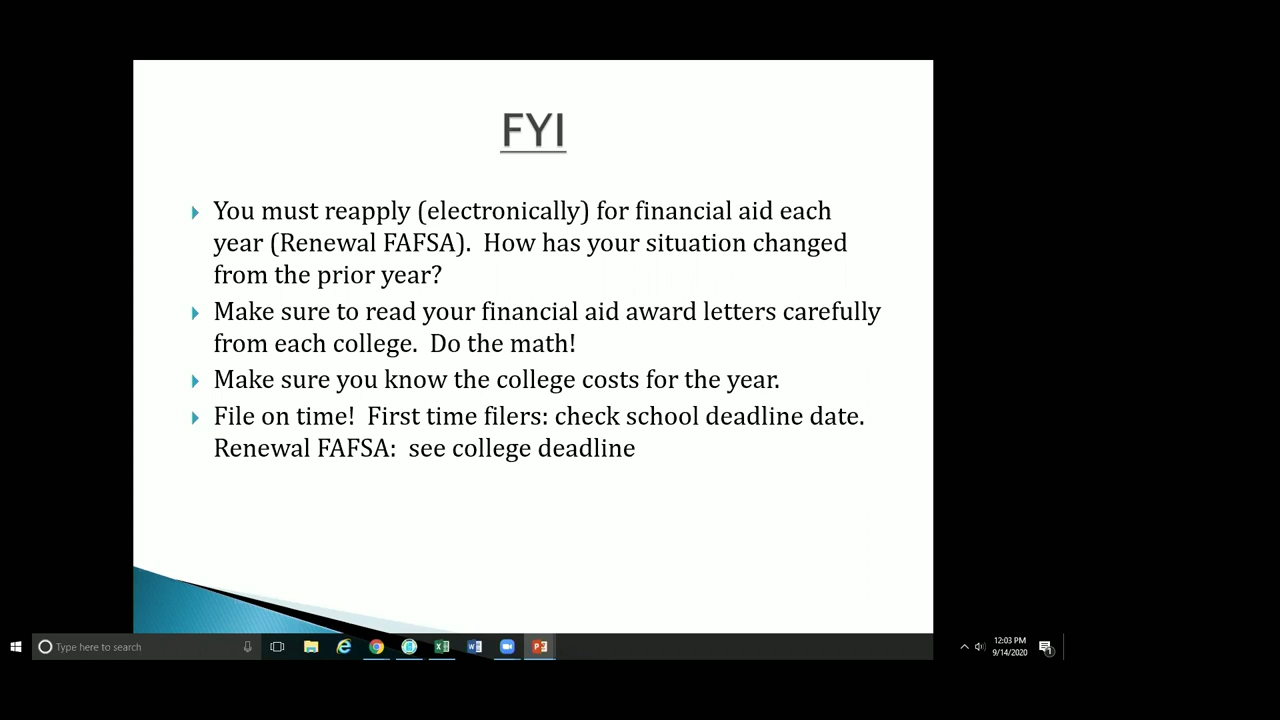 FYI
You must reapply (electronically) for financial aid each
year (Renewal FAFSA).  How has your situation changed
from the prior year?
Make sure to read your financial aid award letters carefully
from each college.  Do the math!
Make sure you know the college costs for the year.
File on time!  First time filers: check school deadline date.
Renewal FAFSA:  see college deadline
Type here to search
12:03 PM
9/14/2020